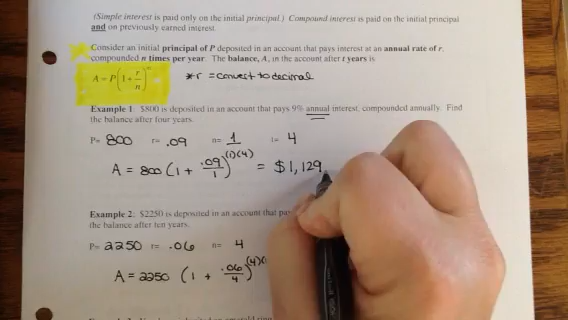 (Simple interest is paid only on the initial principal.) Compound interest is paid on the initial principal
and on previously earned interest.
Consider an initial principal of P deposited in an account that pays interest at an annual rate of r,
compounded n times per year. The balance, A, in the account after t years is
A = P(1 + r/n)
*r = convert to decimal
Example 1: $800 is deposited in an account that pays 9% annual interest, compounded annually. Find
the balance after four years.
P= 800 r= .09 n= 1 t= 4
A = 800 (1 + .09/1)^(1)(4) = $1,129
Example 2: $2250 is deposited in an account that pay
the balance after ten years.
P= 2250 r= .06 n= 4
A = 2250 (1 + .06/4)^(4)(